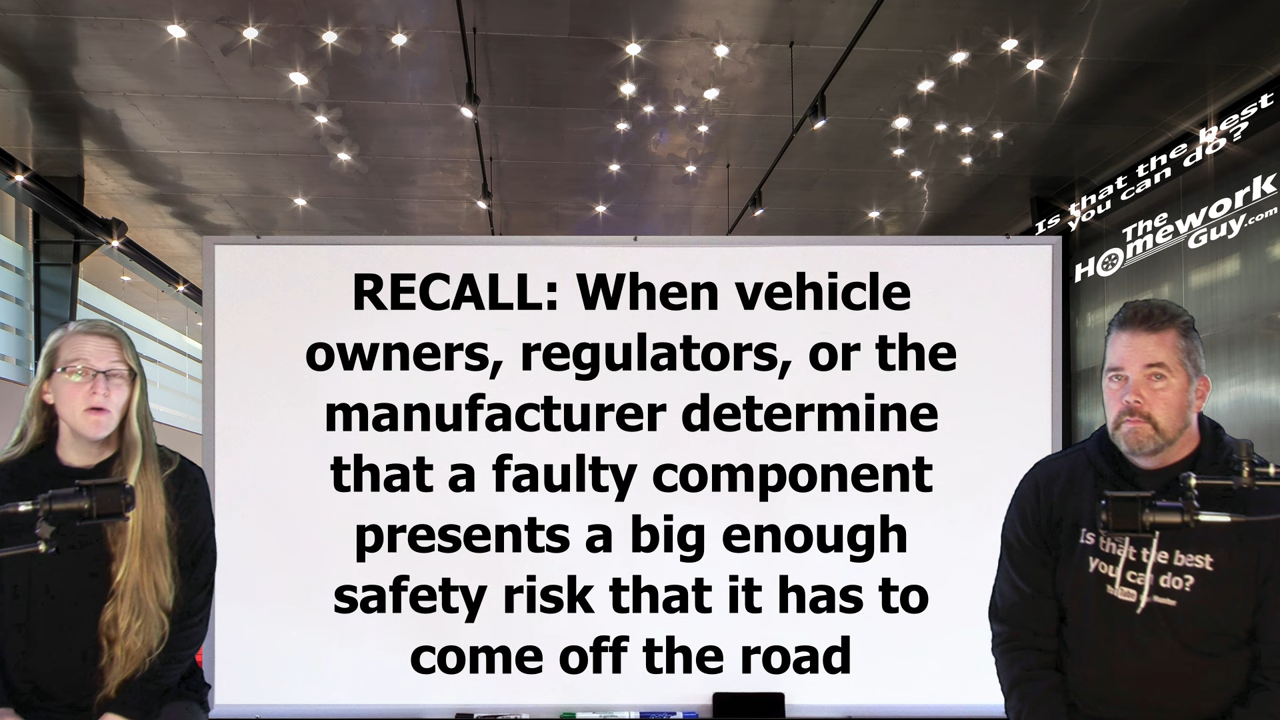 Is that the best
you can do?
The
Homework
Guy.com
RECALL: When vehicle
owners, regulators, or the
manufacturer determine
that a faulty component
presents a big enough
safety risk that it has to
come off the road
Is that the best
you can do?